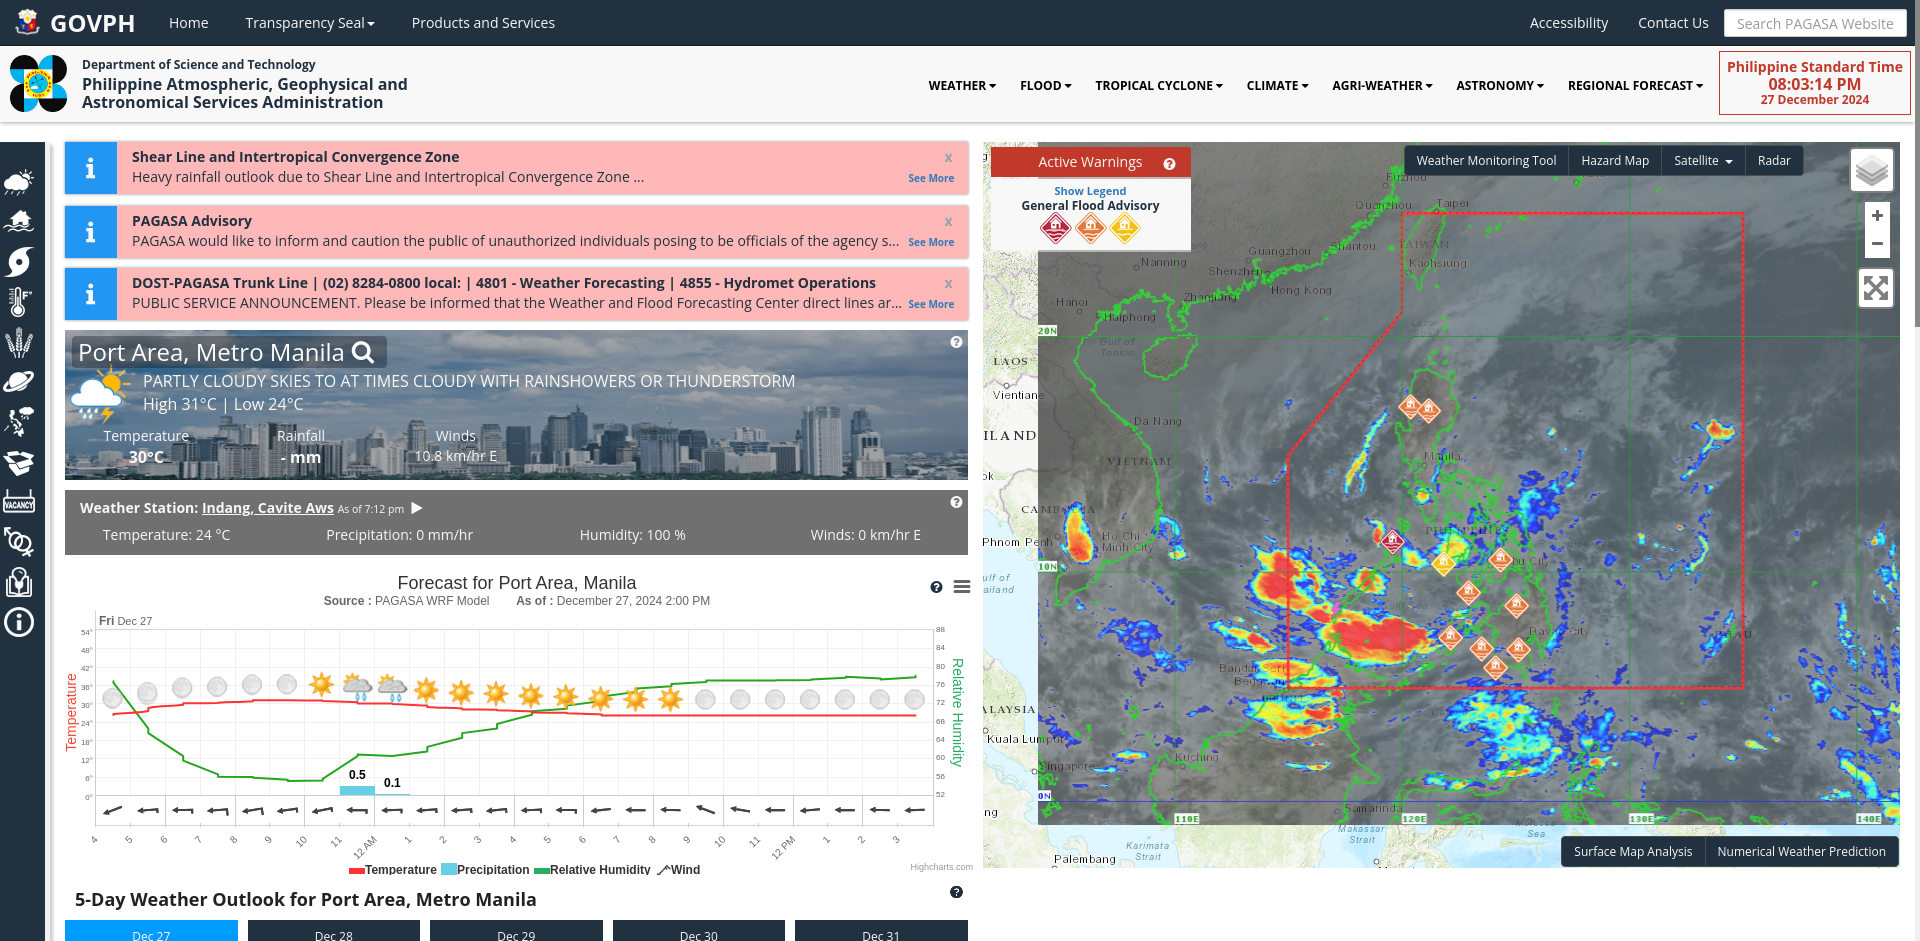 GOVPH
Home
Transparency Seal
Products and Services
Accessibility
Contact Us
Search PAGASA Website
Department of Science and Technology
Philippine Atmospheric, Geophysical and
Astronomical Services Administration
WEATHER
FLOOD
TROPICAL CYCLONE
CLIMATE
AGRI-WEATHER
ASTRONOMY
REGIONAL FORECAST
Philippine Standard Time
08:03:14 PM
27 December 2024
VACANCY
Shear Line and Intertropical Convergence Zone
x
Heavy rainfall outlook due to Shear Line and Intertropical Convergence Zone ...
See More
PAGASA Advisory
x
PAGASA would like to inform and caution the public of unauthorized individuals posing to be officials of the agency s...
See More
DOST-PAGASA Trunk Line | (02) 8284-0800 local: | 4801 - Weather Forecasting | 4855 - Hydromet Operations
x
PUBLIC SERVICE ANNOUNCEMENT. Please be informed that the Weather and Flood Forecasting Center direct lines ar...
See More
Port Area, Metro Manila
PARTLY CLOUDY SKIES TO AT TIMES CLOUDY WITH RAINSHOWERS OR THUNDERSTORM
High 31°C | Low 24°C
Temperature
Rainfall
Winds
30°C
- mm
10.8 km/hr E
Weather Station: Indang, Cavite Aws As of 7:12 pm
Temperature: 24 °C
Precipitation: 0 mm/hr
Humidity: 100 %
Winds: 0 km/hr E
Forecast for Port Area, Manila
Source : PAGASA WRF Model
As of : December 27, 2024 2:00 PM
Fri Dec 27
54°
48°
42°
36°
30°
24°
18°
12°
6°
0°
Temperature
88
84
80
76
72
68
64
60
56
52
Relative Humidity
0.5
0.1
4
5
6
7
8
9
10
11
12 AM
1
2
3
4
5
6
7
8
9
10
11
12 PM
1
2
3
Temperature
Precipitation
Relative Humidity
Wind
Highcharts.com
5-Day Weather Outlook for Port Area, Metro Manila
Dec 27
Dec 28
Dec 29
Dec 30
Dec 31
Active Warnings
Show Legend
General Flood Advisory
Weather Monitoring Tool
Hazard Map
Satellite
Radar
+
−
Fuzhou
Quanzhou
Taipei
Shantou
TAIWAN
Guangzhou
Kaohsiung
Nanning
Shenzhen
Hong Kong
Hanoi
Zhanjiang
Haiphong
20N
Luzon
Strait
Gulf of
Tonkin
LAOS
Vientiane
Da Nang
ILAND
VIETNAM
Manila
ok
CAMBODIA
PHILIPPINES
Phnom Penh
Ho Chi
Minh City
bu City
10N
ulf of
ailand
Davao City
PALAU
Bandar Seri
Begawan
BRUNEI
ALAYSIA
Kuala Lumpur
Kuching
Singapore
0N
ng
Samarinda
110E
120E
130E
140E
Makassar
Strait
Molucca
Sea
Karimata
Strait
Palembang
Ma
Surface Map Analysis
Numerical Weather Prediction